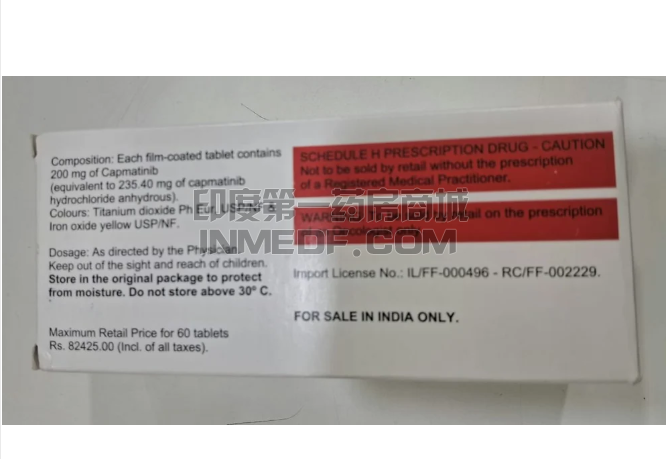 Composition: Each film-coated tablet contains
200 mg of Capmatinib
(equivalent to 235.40 mg of capmatinib
hydrochloride anhydrous).
Colours: Titanium dioxide Ph Eur, USP/NF &
Iron oxide yellow USP/NF.
Dosage: As directed by the Physician.
Keep out of the sight and reach of children.
Store in the original package to protect
from moisture. Do not store above 30° C.
Maximum Retail Price for 60 tablets
Rs. 82425.00 (Incl. of all taxes).
SCHEDULE H PRESCRIPTION DRUG - CAUTION
Not to be sold by retail without the prescription
of a Registered Medical Practitioner.
on the prescription
only.
Import License No.: IL/FF-000496 - RC/FF-002229.
FOR SALE IN INDIA ONLY.
印度第一药房商城
INMEDF.COM